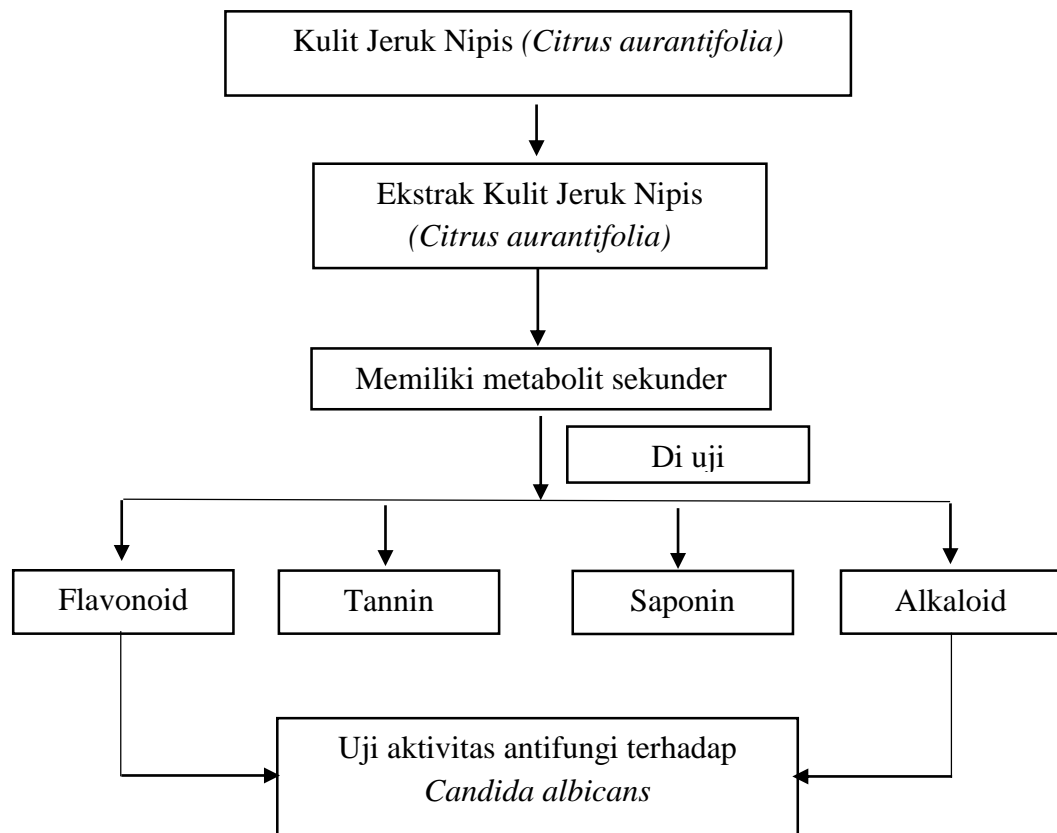 Kulit Jeruk Nipis (Citrus aurantifolia)
Ekstrak Kulit Jeruk Nipis
(Citrus aurantifolia)
Memiliki metabolit sekunder
Di uji
Flavonoid
Tannin
Saponin
Alkaloid
Uji aktivitas antifungi terhadap
Candida albicans